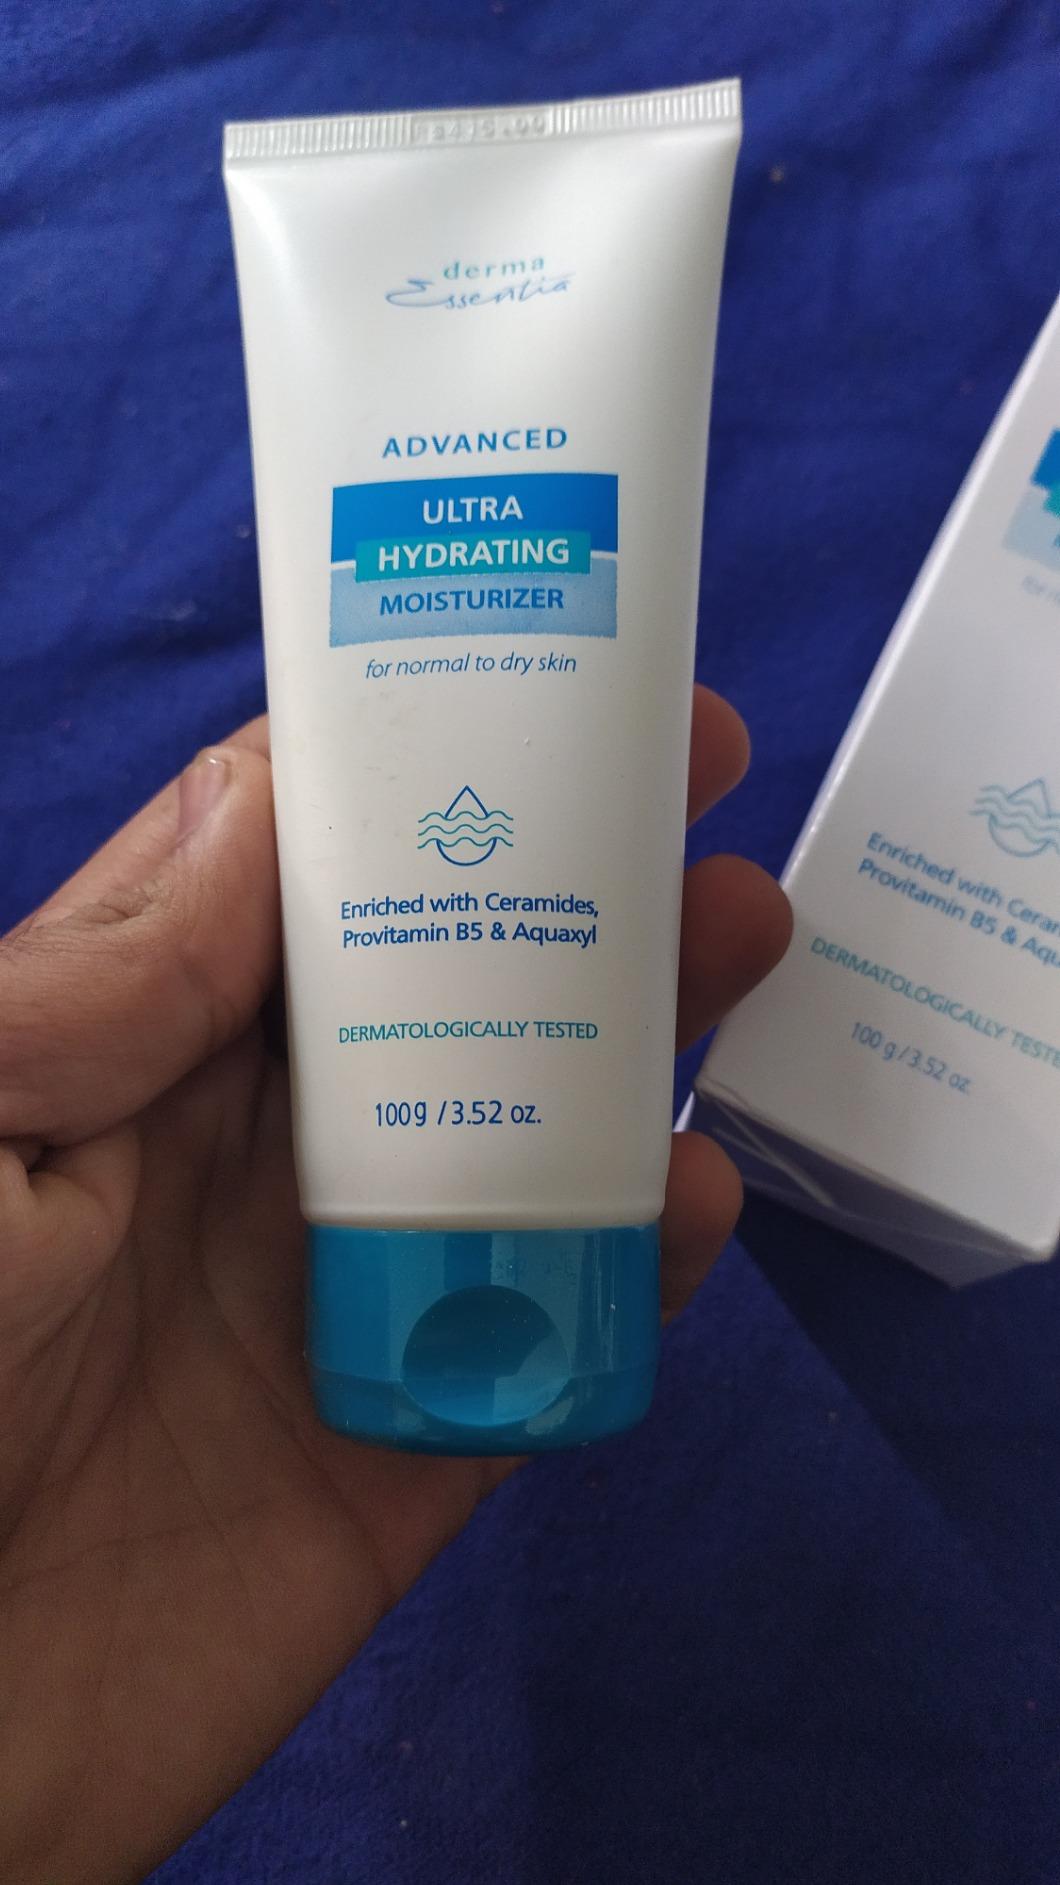 derma
Essentia
ADVANCED
ULTRA
HYDRATING
MOISTURIZER
for normal to dry skin
Enriched with Ceramides,
Provitamin B5 & Aquaxyl
DERMATOLOGICALLY TESTED
100g / 3.52 oz.
Enriched with
Provitamin B5 &
DERMATOLOGICALLY
100 g / 3.52 oz.